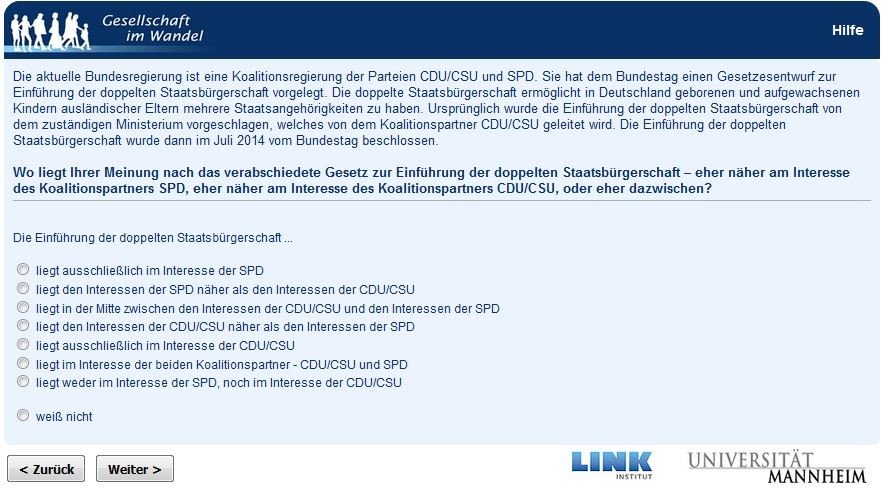 Gesellschaft
im Wandel
Hilfe
Die aktuelle Bundesregierung ist eine Koalitionsregierung der Parteien CDU/CSU und SPD. Sie hat dem Bundestag einen Gesetzesentwurf zur
Einführung der doppelten Staatsbürgerschaft vorgelegt. Die doppelte Staatsbürgerschaft ermöglicht in Deutschland geborenen und aufgewachsenen
Kindern ausländischer Eltern mehrere Staatsangehörigkeiten zu haben. Ursprünglich wurde die Einführung der doppelten Staatsbürgerschaft von
dem zuständigen Ministerium vorgeschlagen, welches von dem Koalitionspartner CDU/CSU geleitet wird. Die Einführung der doppelten
Staatsbürgerschaft wurde dann im Juli 2014 vom Bundestag beschlossen.
Wo liegt Ihrer Meinung nach das verabschiedete Gesetz zur Einführung der doppelten Staatsbürgerschaft – eher näher am Interesse
des Koalitionspartners SPD, eher näher am Interesse des Koalitionspartners CDU/CSU, oder eher dazwischen?
Die Einführung der doppelten Staatsbürgerschaft ...
liegt ausschließlich im Interesse der SPD
liegt den Interessen der SPD näher als den Interessen der CDU/CSU
liegt in der Mitte zwischen den Interessen der CDU/CSU und den Interessen der SPD
liegt den Interessen der CDU/CSU näher als den Interessen der SPD
liegt ausschließlich im Interesse der CDU/CSU
liegt im Interesse der beiden Koalitionspartner - CDU/CSU und SPD
liegt weder im Interesse der SPD, noch im Interesse der CDU/CSU
weiß nicht
< Zurück
Weiter >
LINK
INSTITUT
UNIVERSITÄT
MANNHEIM